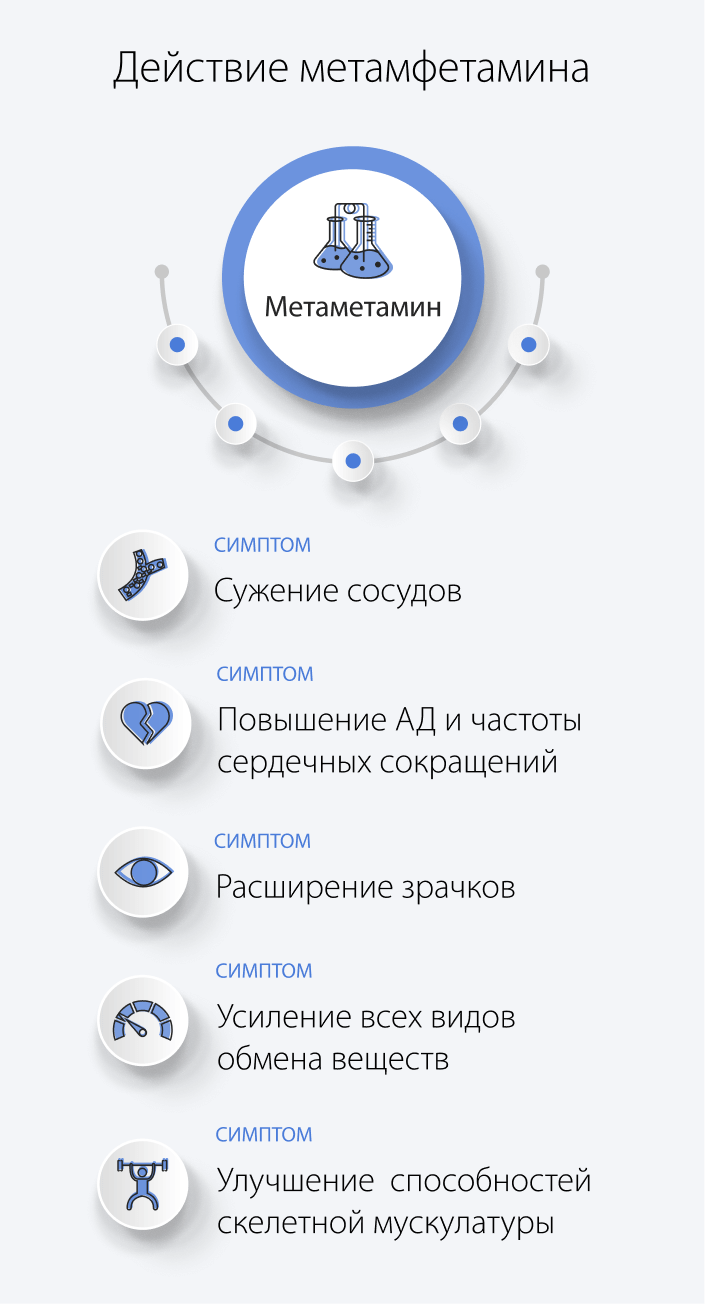 Действие метамфетамина
Метаметамин
СИМПТОМ
Сужение сосудов
СИМПТОМ
Повышение АД и частоты
сердечных сокращений
СИМПТОМ
Расширение зрачков
СИМПТОМ
Усиление всех видов
обмена веществ
СИМПТОМ
Улучшение способностей
скелетной мускулатуры